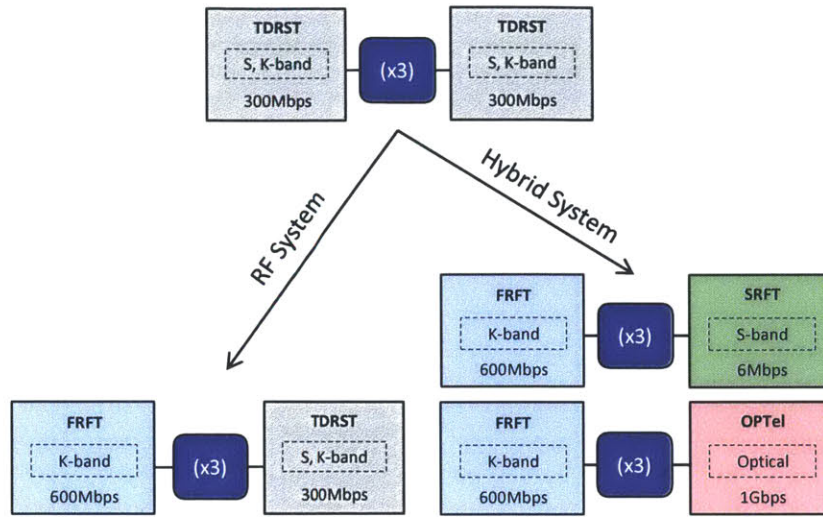 TDRST
S, K-band
300Mbps
(x3)
TDRST
S, K-band
300Mbps
RF System
Hybrid System
FRFT
K-band
600Mbps
(x3)
SRFT
S-band
6Mbps
FRFT
K-band
600Mbps
(x3)
TDRST
S, K-band
300Mbps
FRFT
K-band
600Mbps
(x3)
OPTel
Optical
1Gbps